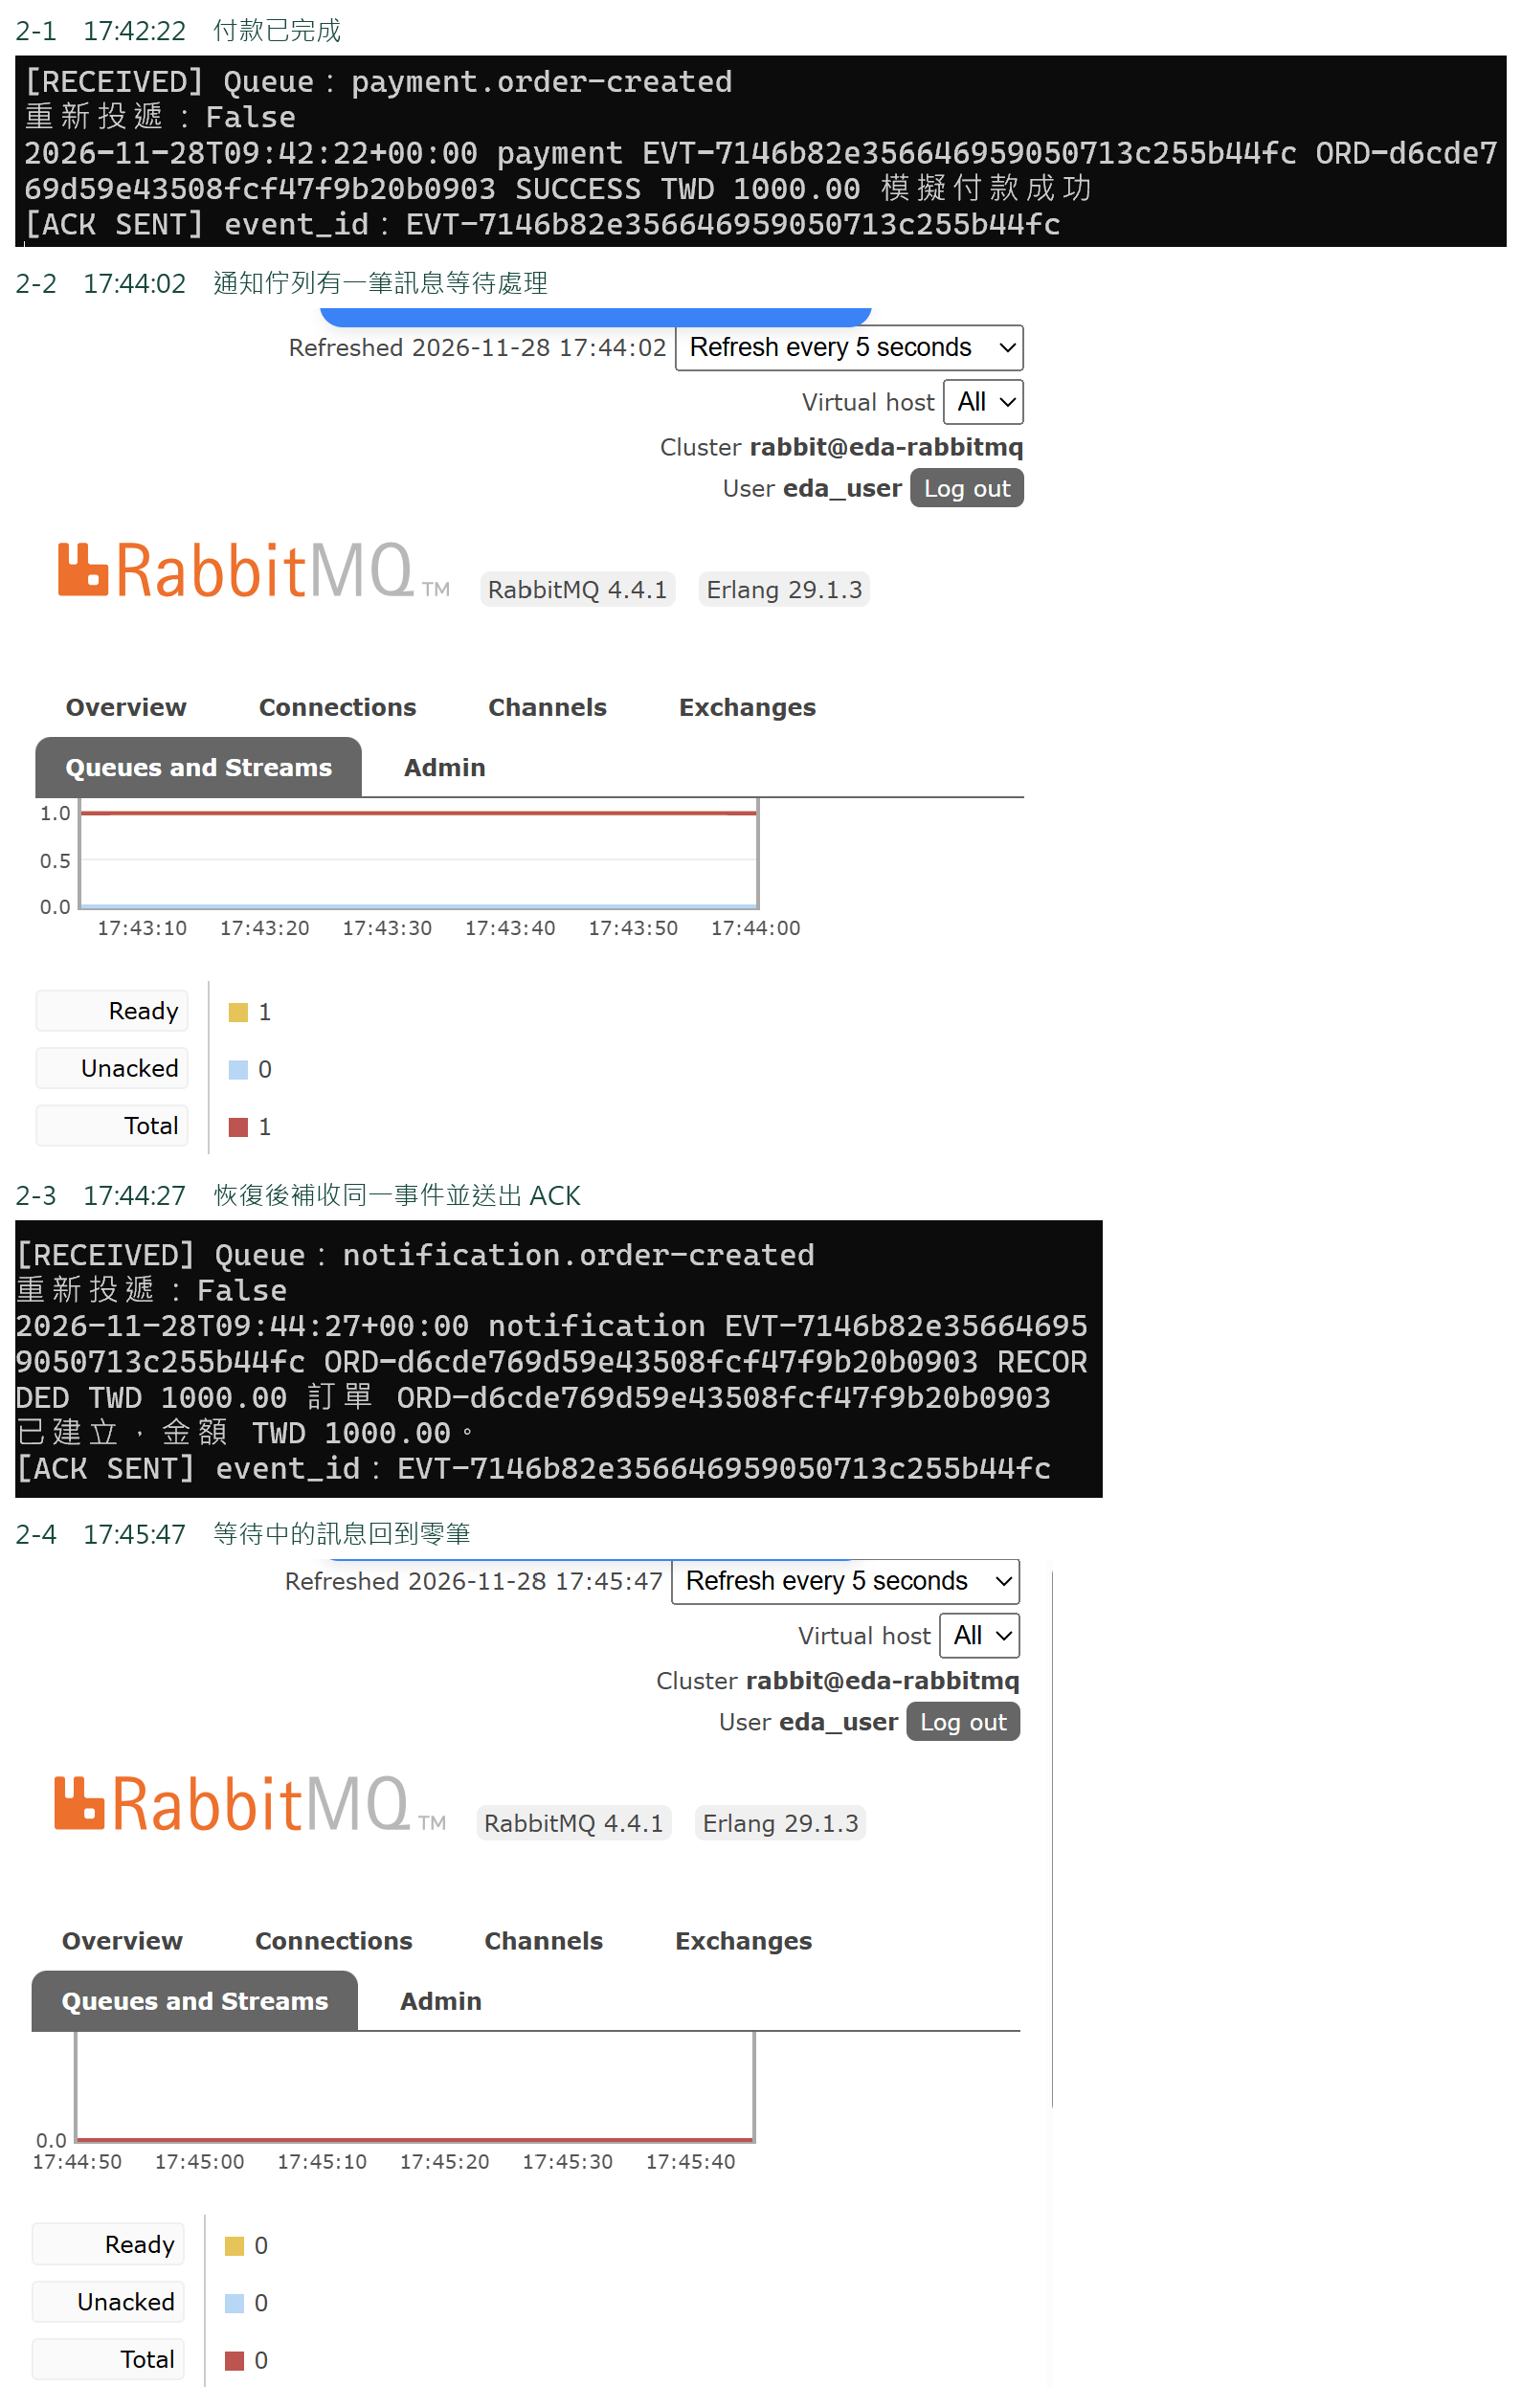 2-1 17:42:22 付款已完成
[RECEIVED] Queue：payment.order-created
重新投遞：False
2026-11-28T09:42:22+00:00 payment EVT-7146b82e356646959050713c255b44fc ORD-d6cde7
69d59e43508fcf47f9b20b0903 SUCCESS TWD 1000.00 模擬付款成功
[ACK SENT] event_id：EVT-7146b82e356646959050713c255b44fc
2-2 17:44:02 通知佇列有一筆訊息等待處理
Refreshed 2026-11-28 17:44:02 Refresh every 5 seconds
Virtual host All
Cluster rabbit@eda-rabbitmq
User eda_user Log out
RabbitMQ TM RabbitMQ 4.4.1 Erlang 29.1.3
Overview Connections Channels Exchanges
Queues and Streams Admin
1.0
0.5
0.0
17:43:10 17:43:20 17:43:30 17:43:40 17:43:50 17:44:00
Ready 1
Unacked 0
Total 1
2-3 17:44:27 恢復後補收同一事件並送出 ACK
[RECEIVED] Queue：notification.order-created
重新投遞：False
2026-11-28T09:44:27+00:00 notification EVT-7146b82e35664695
9050713c255b44fc ORD-d6cde769d59e43508fcf47f9b20b0903 RECOR
DED TWD 1000.00 訂單 ORD-d6cde769d59e43508fcf47f9b20b0903
已建立，金額 TWD 1000.00。
[ACK SENT] event_id：EVT-7146b82e356646959050713c255b44fc
2-4 17:45:47 等待中的訊息回到零筆
Refreshed 2026-11-28 17:45:47 Refresh every 5 seconds
Virtual host All
Cluster rabbit@eda-rabbitmq
User eda_user Log out
RabbitMQ TM RabbitMQ 4.4.1 Erlang 29.1.3
Overview Connections Channels Exchanges
Queues and Streams Admin
0.0
17:44:50 17:45:00 17:45:10 17:45:20 17:45:30 17:45:40
Ready 0
Unacked 0
Total 0